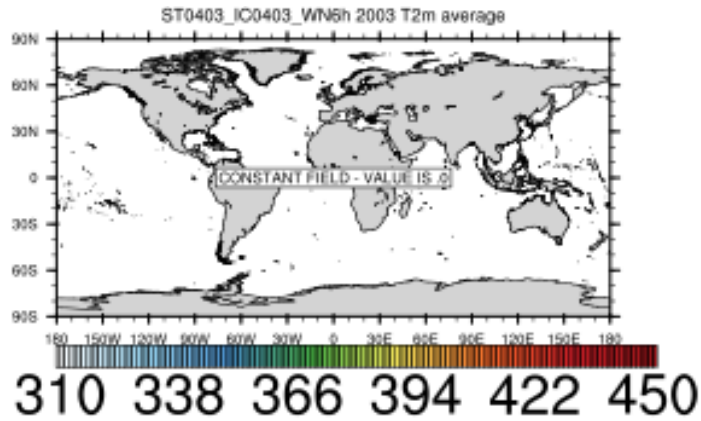 ST0403_IC0403_WN6h 2003 T2m average
90N
60N
30N
CONSTANT FIELD - VALUE IS .0
0
30S
60S
90S
180 150W 120W 90W 60W 30W 0 30E 60E 90E 120E 150E 180
310 338 366 394 422 450